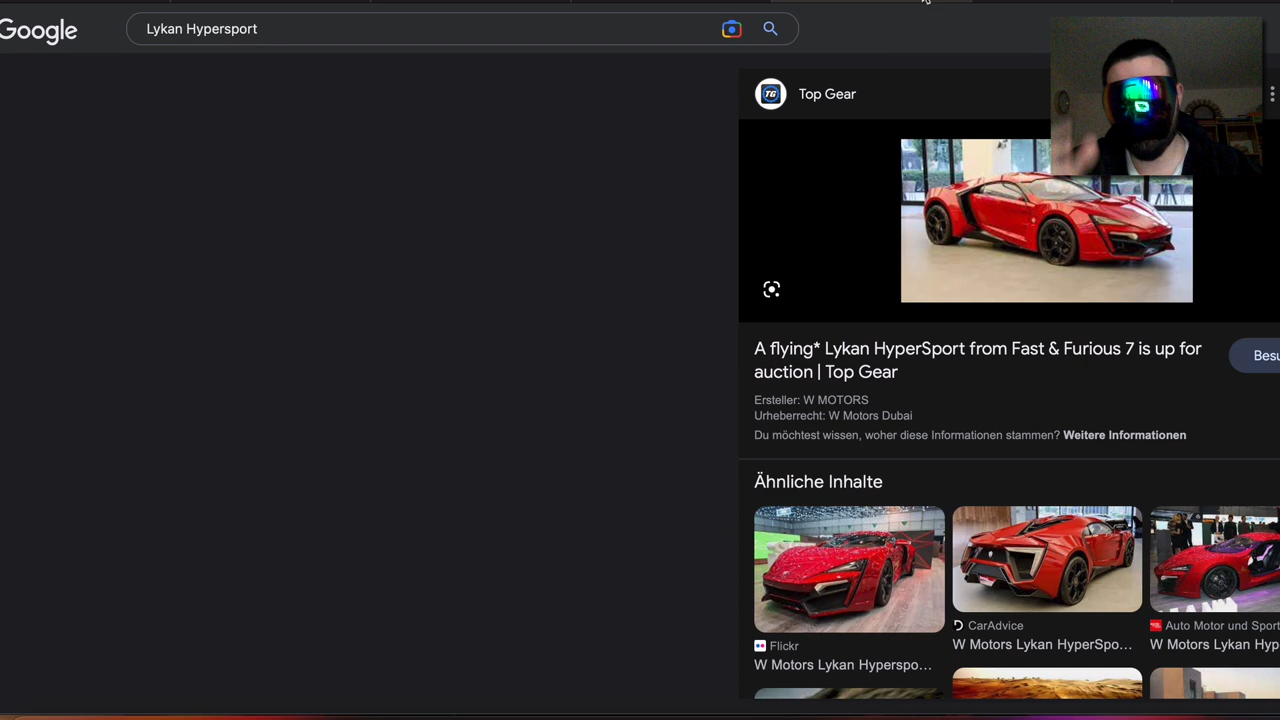 Google
Lykan Hypersport
TG
Top Gear
A flying* Lykan HyperSport from Fast & Furious 7 is up for
auction | Top Gear
Besu
Ersteller: W MOTORS
Urheberrecht: W Motors Dubai
Du möchtest wissen, woher diese Informationen stammen? Weitere Informationen
Ähnliche Inhalte
Flickr
W Motors Lykan Hyperspo...
CarAdvice
W Motors Lykan HyperSpo...
Auto Motor und Sport
W Motors Lykan Hyp